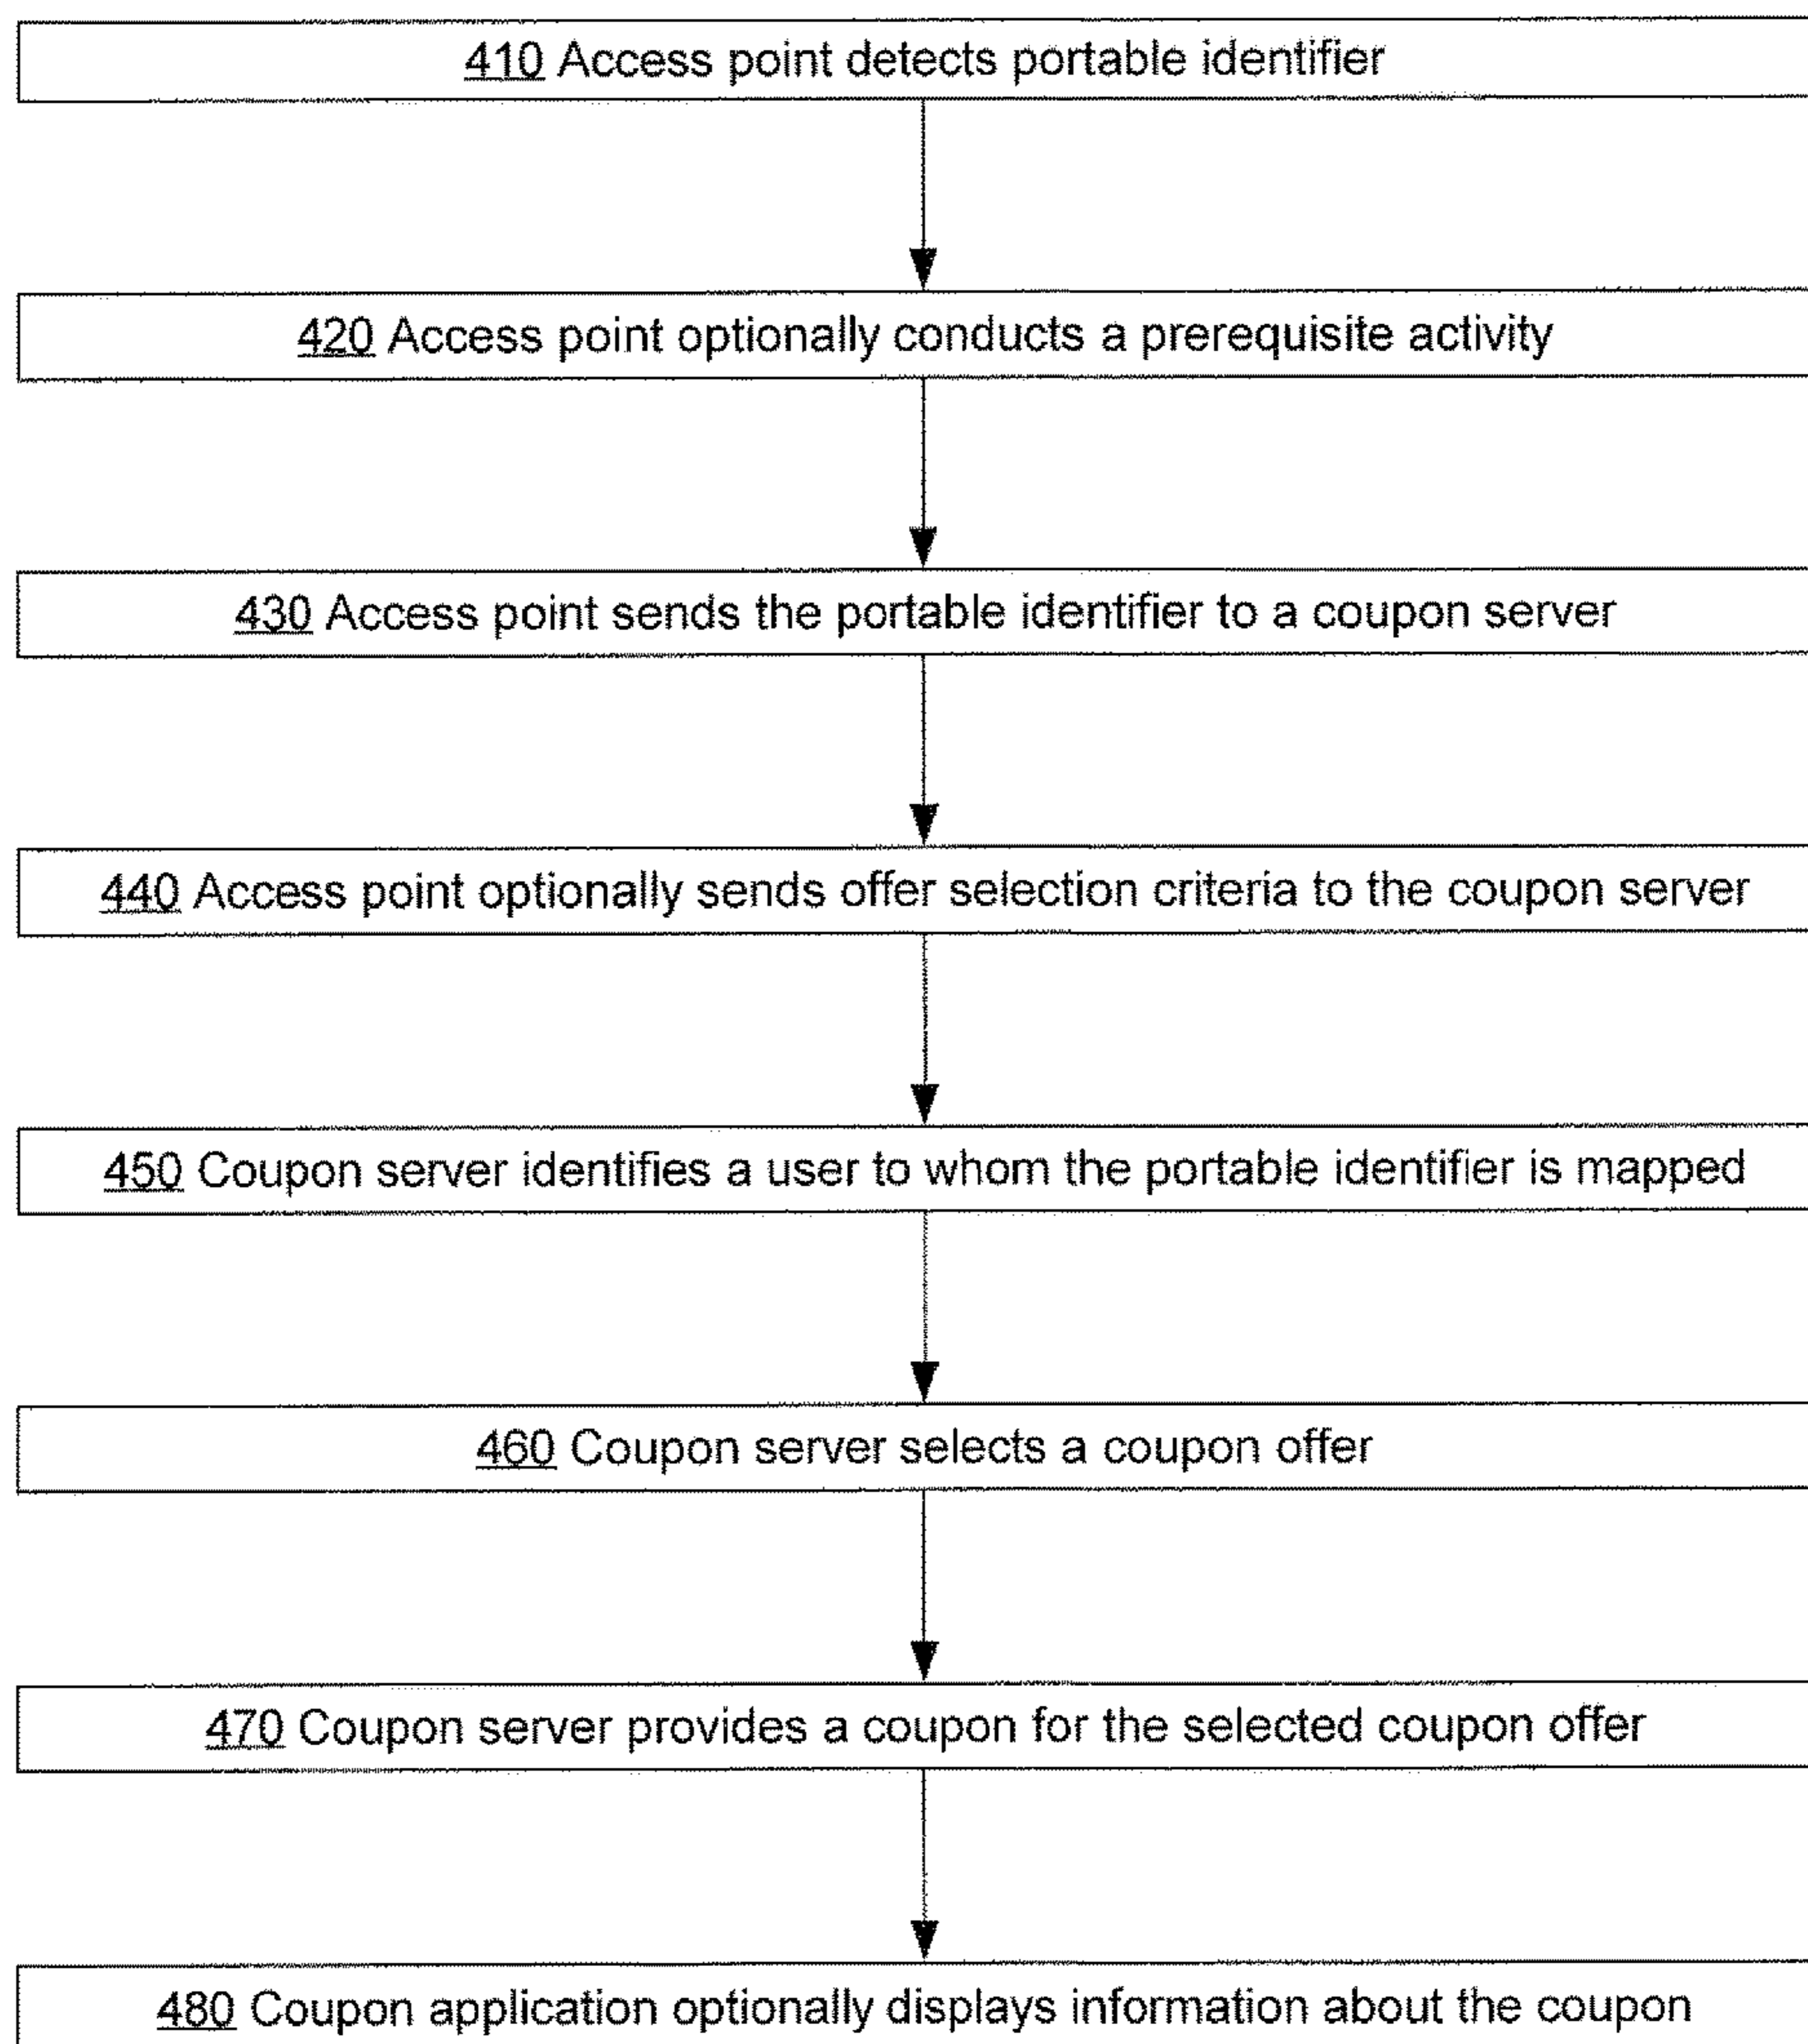 410 Access point detects portable identifier
420 Access point optionally conducts a prerequisite activity
430 Access point sends the portable identifier to a coupon server
440 Access point optionally sends offer selection criteria to the coupon server
450 Coupon server identifies a user to whom the portable identifier is mapped
460 Coupon server selects a coupon offer
470 Coupon server provides a coupon for the selected coupon offer
480 Coupon application optionally displays information about the coupon